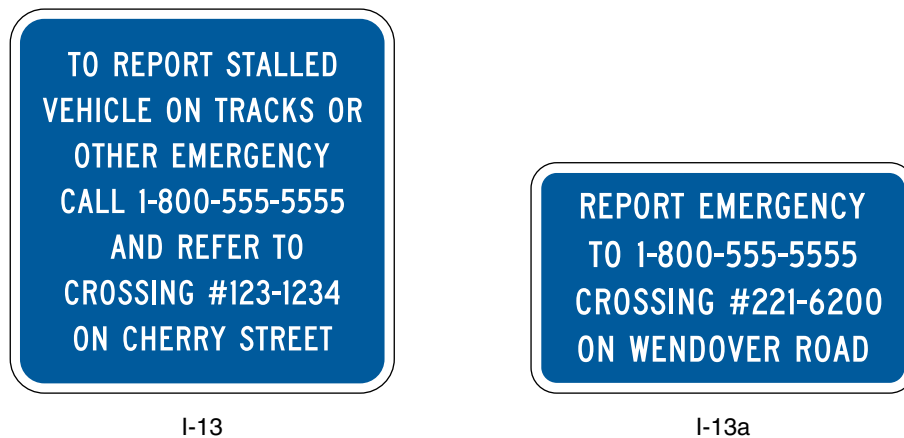 TO REPORT STALLED
VEHICLE ON TRACKS OR
OTHER EMERGENCY
CALL 1-800-555-5555
AND REFER TO
CROSSING #123-1234
ON CHERRY STREET
I-13
REPORT EMERGENCY
TO 1-800-555-5555
CROSSING #221-6200
ON WENDOVER ROAD
I-13a